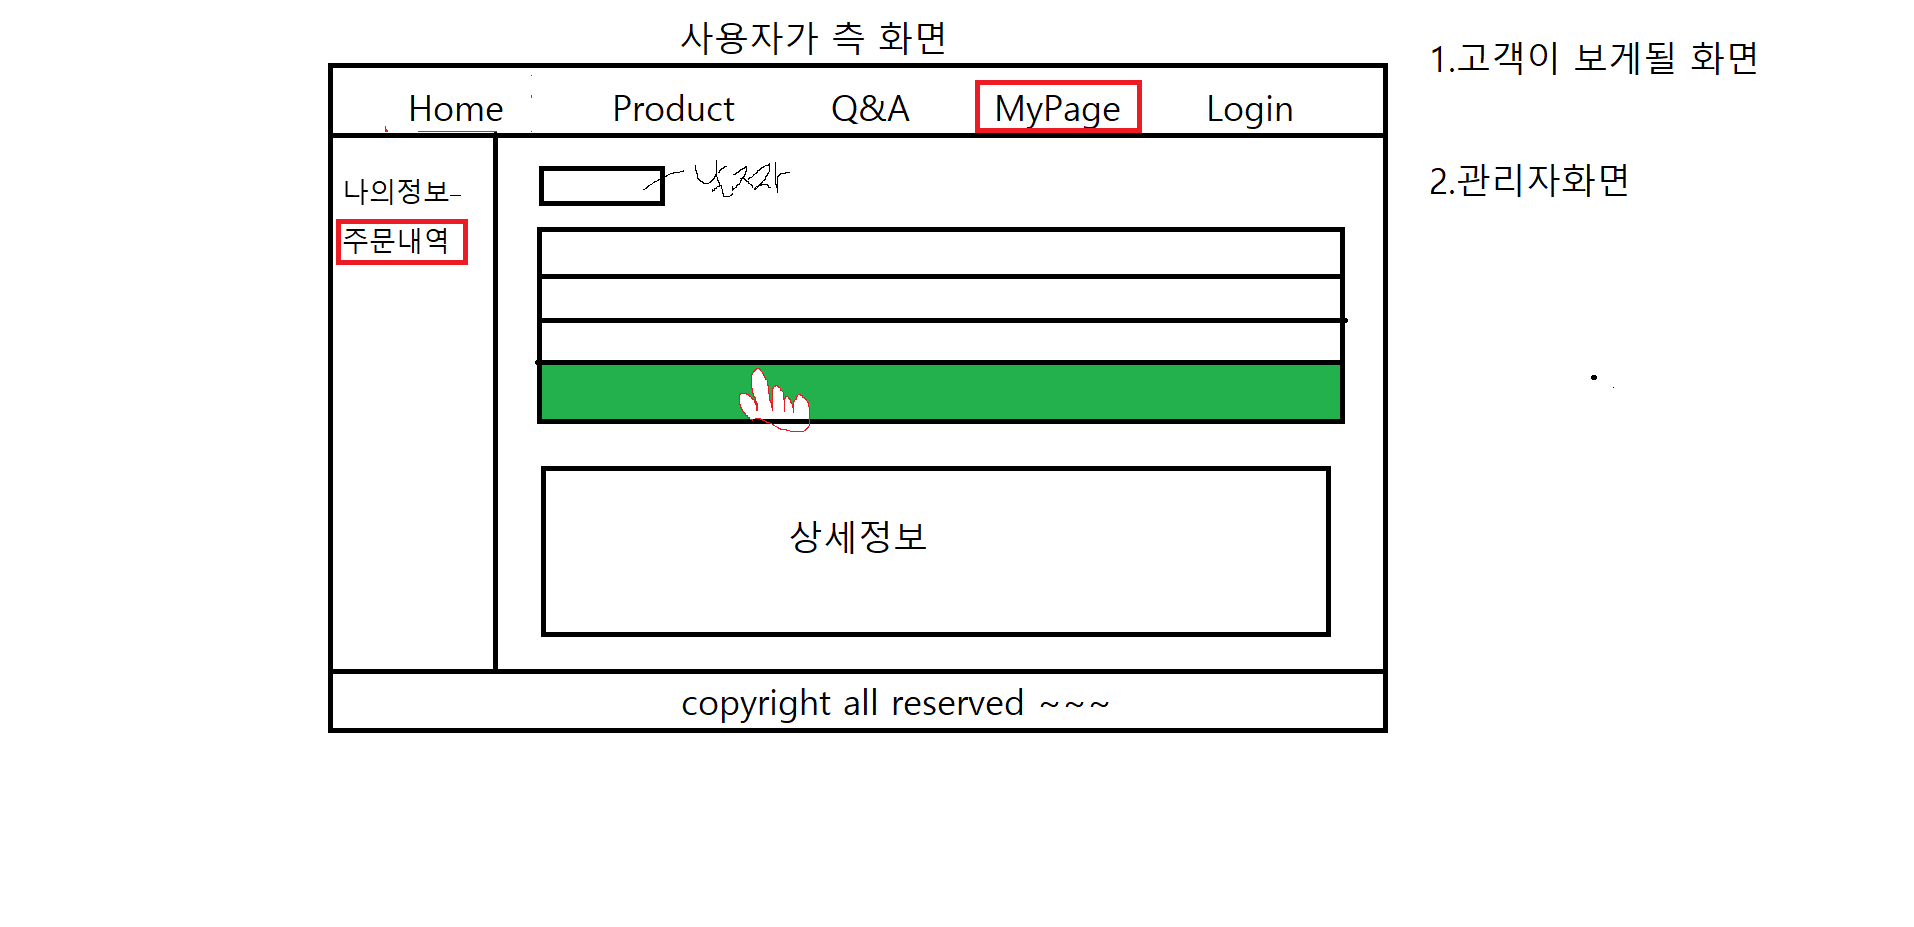 사용자가 측 화면
1.고객이 보게될 화면
Home Product Q&A MyPage Login
나의정보
2.관리자화면
주문내역
상세정보
copyright all reserved ~~~